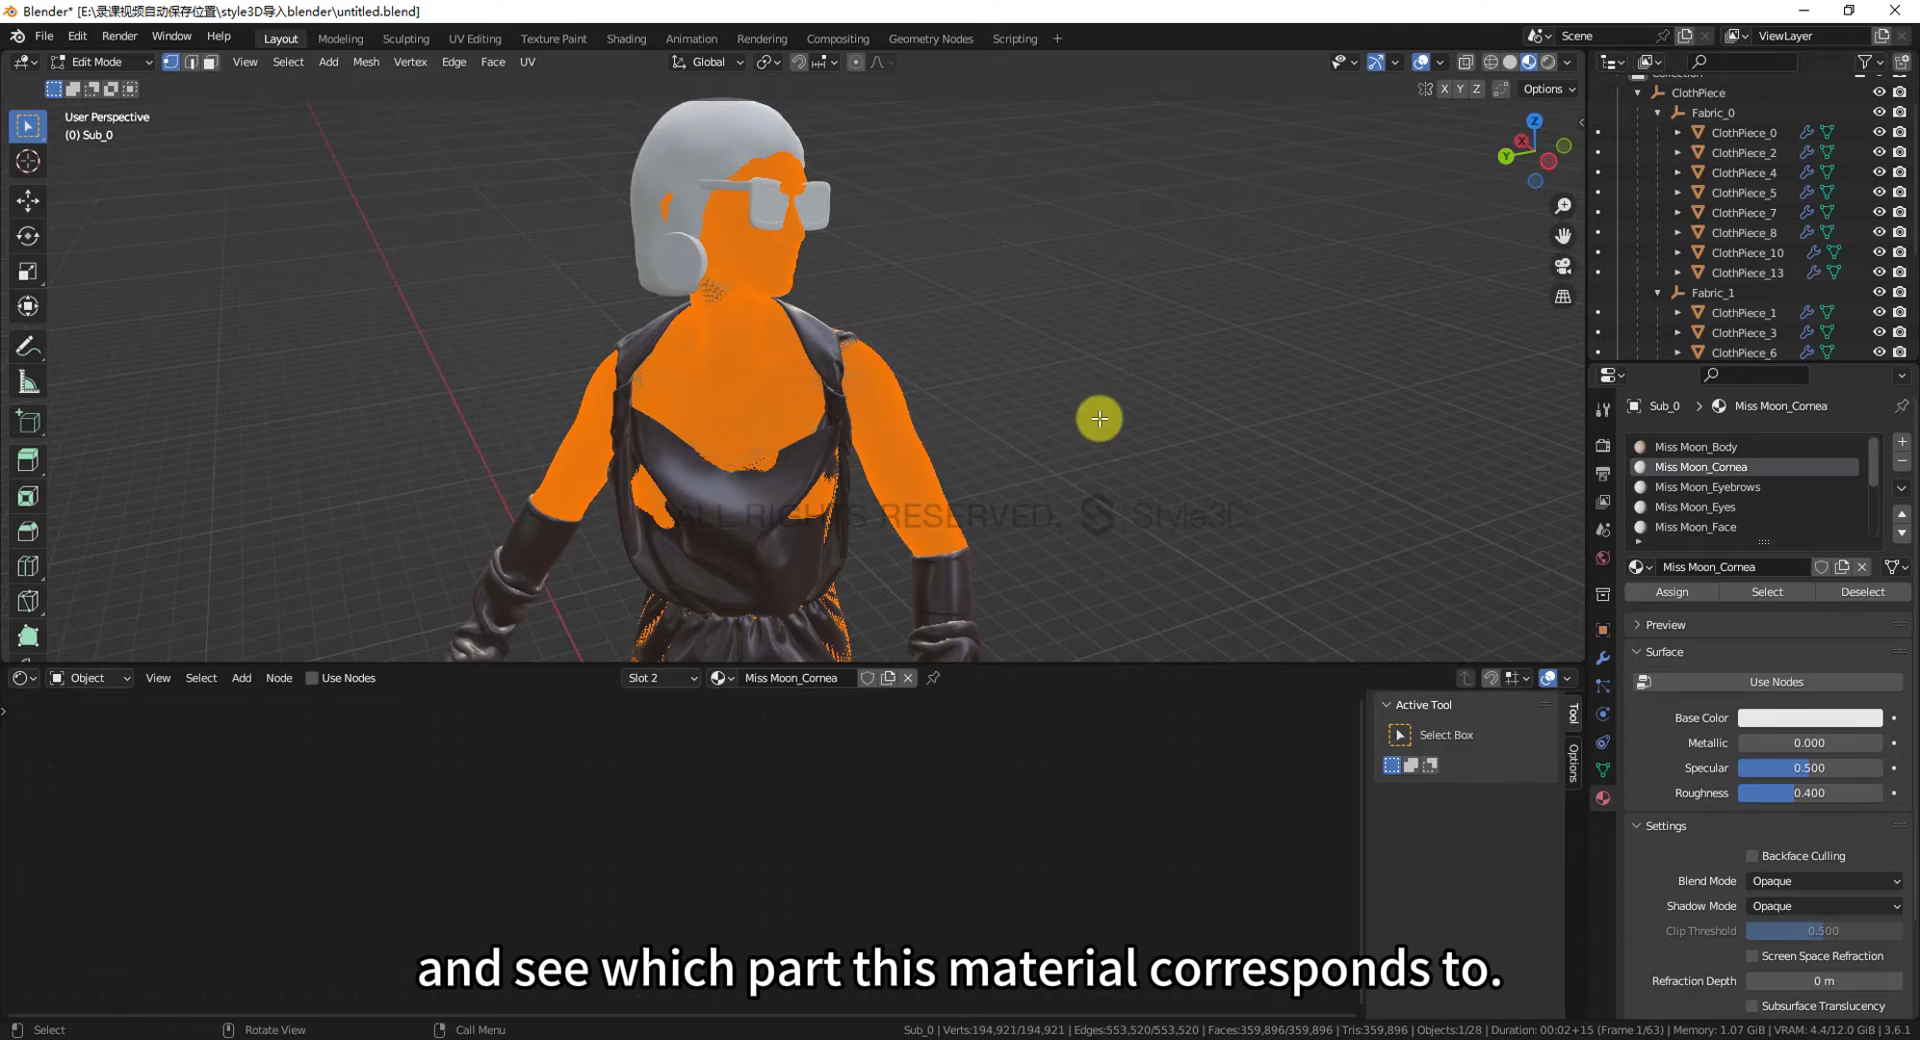 Blender* [E:\录课视频自动保存位置\style3D导入blender\untitled.blend]
File Edit Render Window Help
Layout Modeling Sculpting UV Editing Texture Paint Shading Animation Rendering Compositing Geometry Nodes Scripting +
Scene
ViewLayer
Edit Mode
View Select Add Mesh Vertex Edge Face UV
Global
X Y Z
Options
User Perspective
(0) Sub_0
Z
X
Y
Collection
ClothPiece
Fabric_0
ClothPiece_0
ClothPiece_2
ClothPiece_4
ClothPiece_5
ClothPiece_7
ClothPiece_8
ClothPiece_10
ClothPiece_13
Fabric_1
ClothPiece_1
ClothPiece_3
ClothPiece_6
Sub_0 > Miss Moon_Cornea
Miss Moon_Body
Miss Moon_Cornea
Miss Moon_Eyebrows
Miss Moon_Eyes
Miss Moon_Face
Miss Moon_Cornea
Assign Select Deselect
Preview
Surface
Use Nodes
Base Color
Metallic 0.000
Specular 0.500
Roughness 0.400
Settings
Backface Culling
Blend Mode Opaque
Shadow Mode Opaque
Clip Threshold 0.500
Screen Space Refraction
Refraction Depth 0 m
Subsurface Translucency
ALL RIGHTS RESERVED. Style3D
Object View Select Add Node Use Nodes
Slot 2
Miss Moon_Cornea
Active Tool
Select Box
Tool
Options
and see which part this material corresponds to.
Select
Rotate View
Call Menu
Sub_0 | Verts:194,921/194,921 | Edges:553,520/553,520 | Faces:359,896/359,896 | Tris:359,896 | Objects:1/28 | Duration: 00:02+15 (Frame 1/63) | Memory: 1.07 GiB | VRAM: 4.4/12.0 GiB | 3.6.1